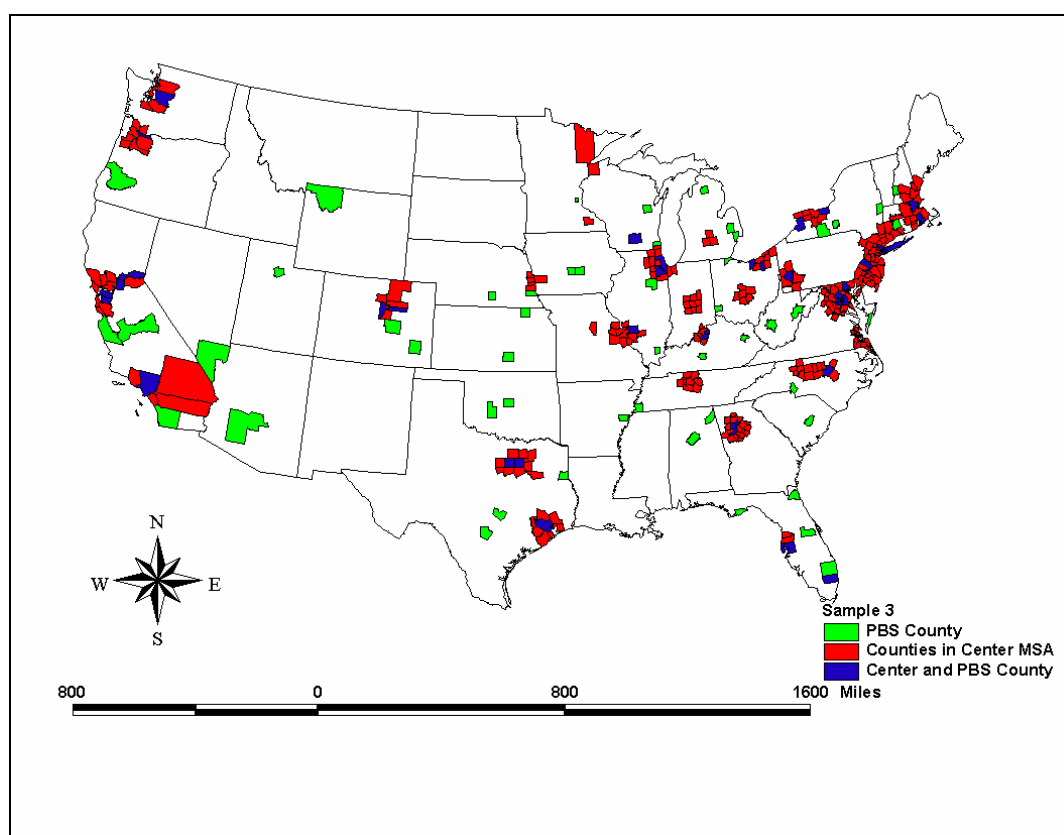 N
W E
S
Sample 3
PBS County
Counties in Center MSA
Center and PBS County
800 0 800 1600 Miles